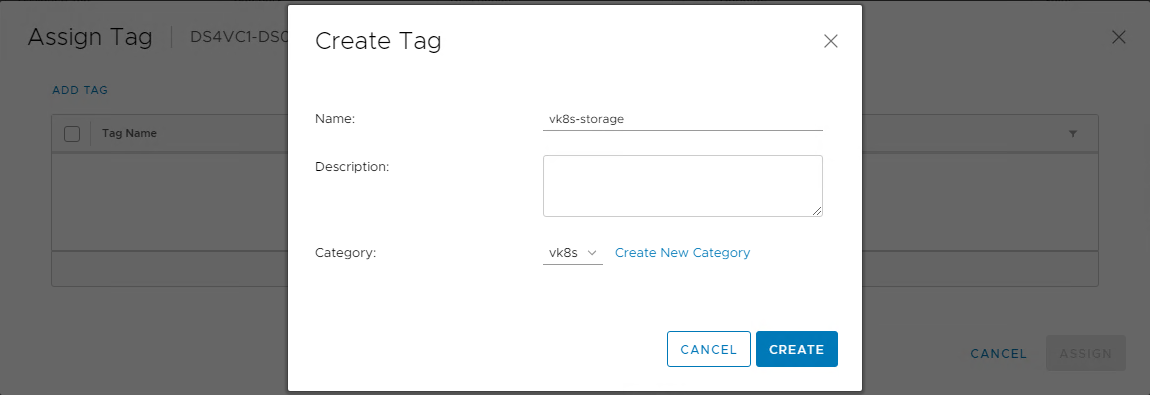 Assign Tag
DS4VC1-DS0
ADD TAG
Tag Name
Create Tag
Name:
vk8s-storage
Description:
Category:
vk8s
Create New Category
CANCEL
CREATE
CANCEL
ASSIGN